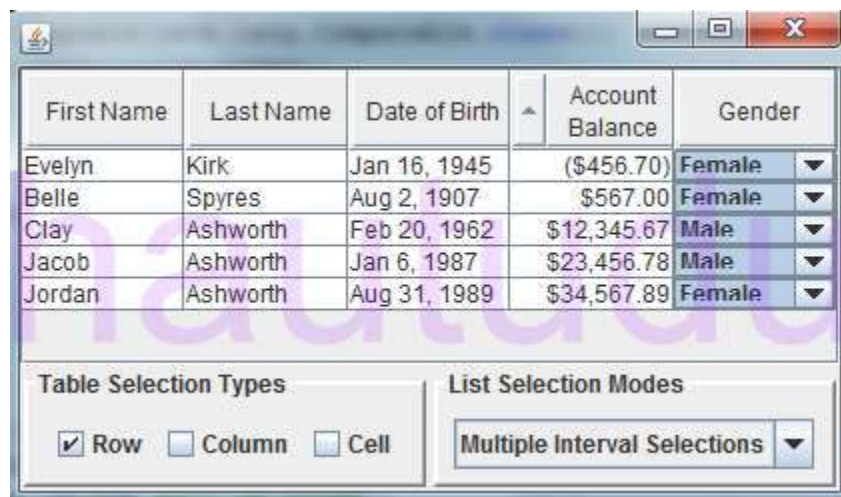 First Name Last Name Date of Birth Account Balance Gender
Evelyn Kirk Jan 16, 1945 ($456.70) Female
Belle Spyres Aug 2, 1907 $567.00 Female
Clay Ashworth Feb 20, 1962 $12,345.67 Male
Jacob Ashworth Jan 6, 1987 $23,456.78 Male
Jordan Ashworth Aug 31, 1989 $34,567.89 Female
Table Selection Types List Selection Modes
Row Column Cell Multiple Interval Selections